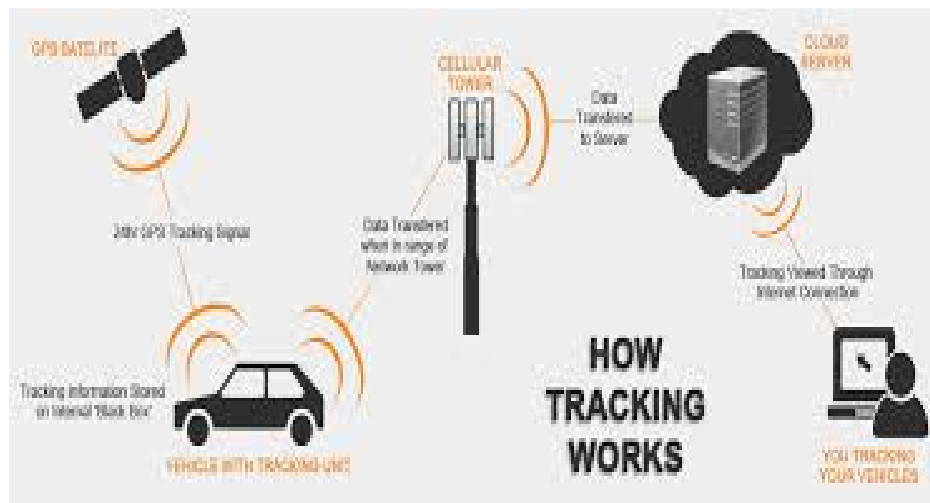 GPS SATELITE
CELLULAR
TOWER
CLOUD
SERVER
Data
Transferred
to Server
24hr GPS Tracking Signal
Data Transferred
when in range of
Network Tower
Tracking Viewed Through
Internet Connection
Tracking Information Stored
on Internal 'Black Box'
HOW
TRACKING
WORKS
VEHICLE WITH TRACKING UNIT
YOU TRACKING
YOUR VEHICLES